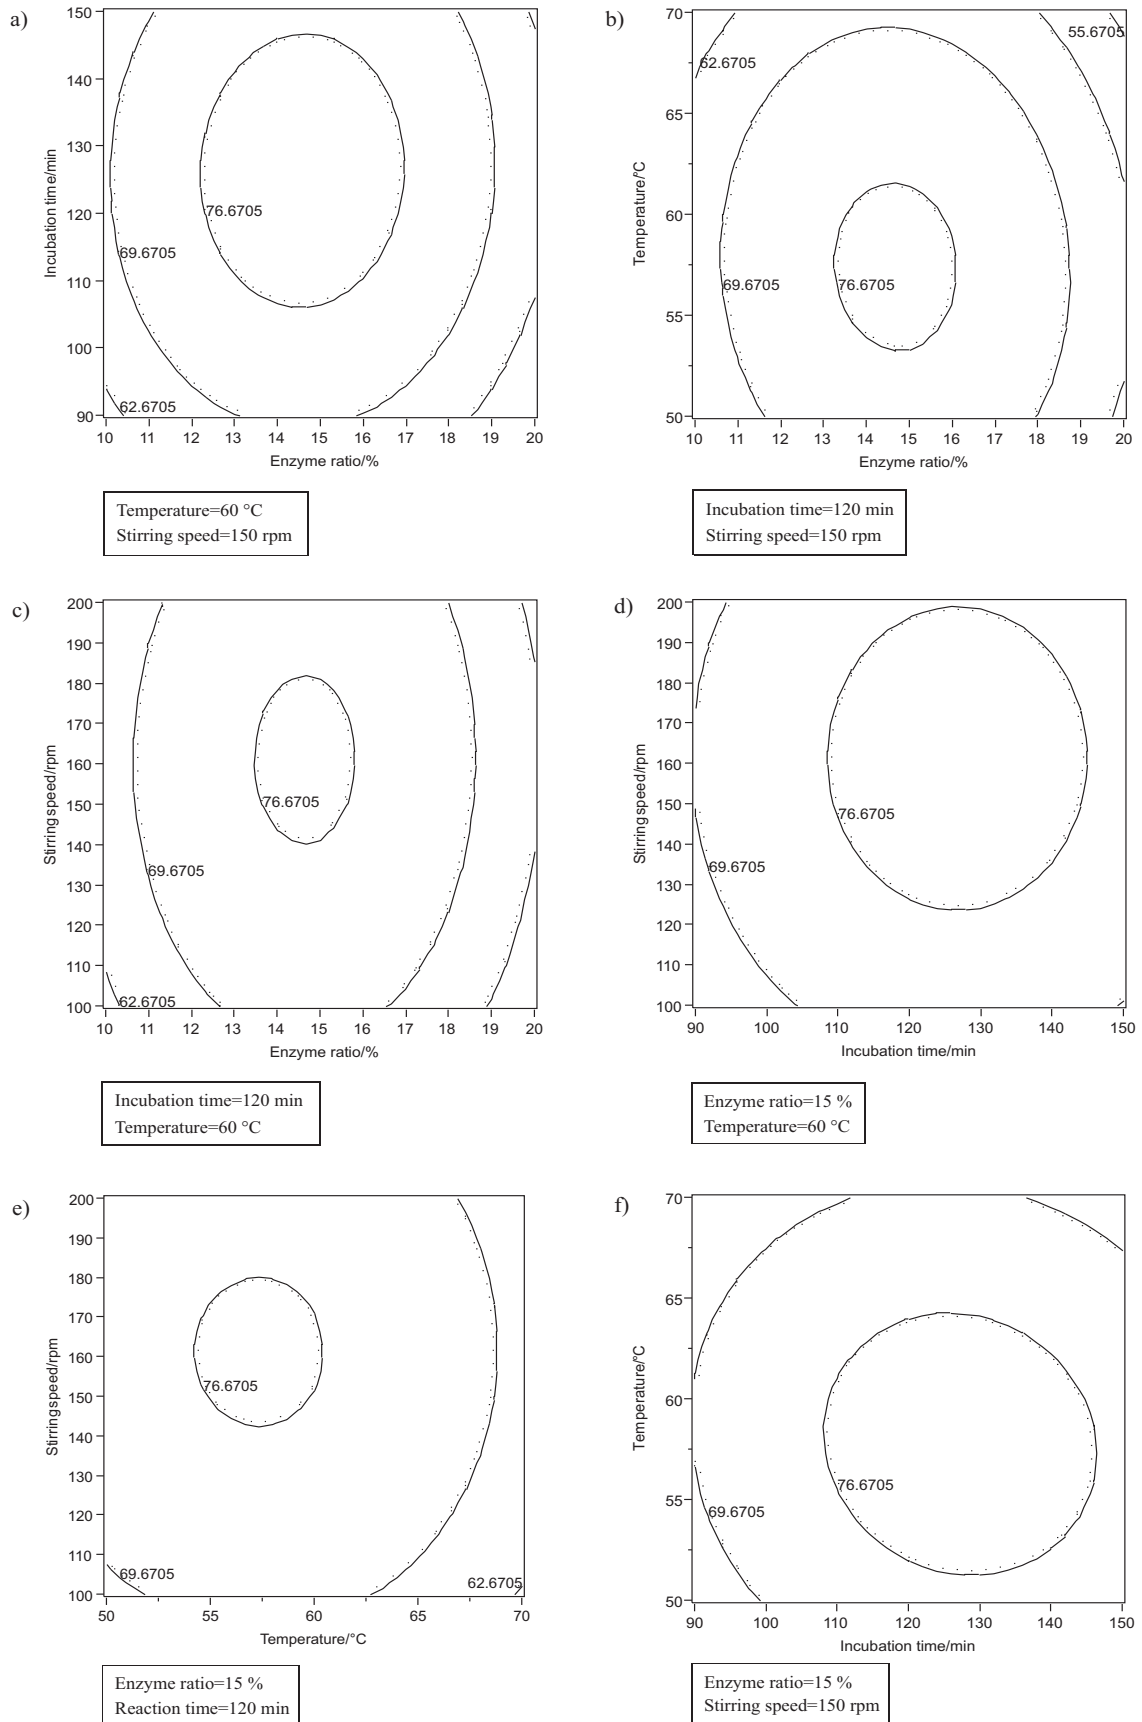 a)
150
140
130
120
110
100
90
Incubation time/min
76.6705
69.6705
62.6705
10 11 12 13 14 15 16 17 18 19 20
Enzyme ratio/%
Temperature=60 °C
Stirring speed=150 rpm
b)
70
65
60
55
50
Temperature/°C
55.6705
62.6705
69.6705
76.6705
10 11 12 13 14 15 16 17 18 19 20
Enzyme ratio/%
Incubation time=120 min
Stirring speed=150 rpm
c)
200
190
180
170
160
150
140
130
120
110
100
Stirring speed/rpm
76.6705
69.6705
62.6705
10 11 12 13 14 15 16 17 18 19 20
Enzyme ratio/%
Incubation time=120 min
Temperature=60 °C
d)
200
190
180
170
160
150
140
130
120
110
100
Stirring speed/rpm
76.6705
69.6705
90 100 110 120 130 140 150
Incubation time/min
Enzyme ratio=15 %
Temperature=60 °C
e)
200
190
180
170
160
150
140
130
120
110
100
Stirring speed/rpm
76.6705
69.6705
62.6705
50 55 60 65 70
Temperature/°C
Enzyme ratio=15 %
Reaction time=120 min
f)
70
65
60
55
50
Temperature/°C
76.6705
69.6705
90 100 110 120 130 140 150
Incubation time/min
Enzyme ratio=15 %
Stirring speed=150 rpm